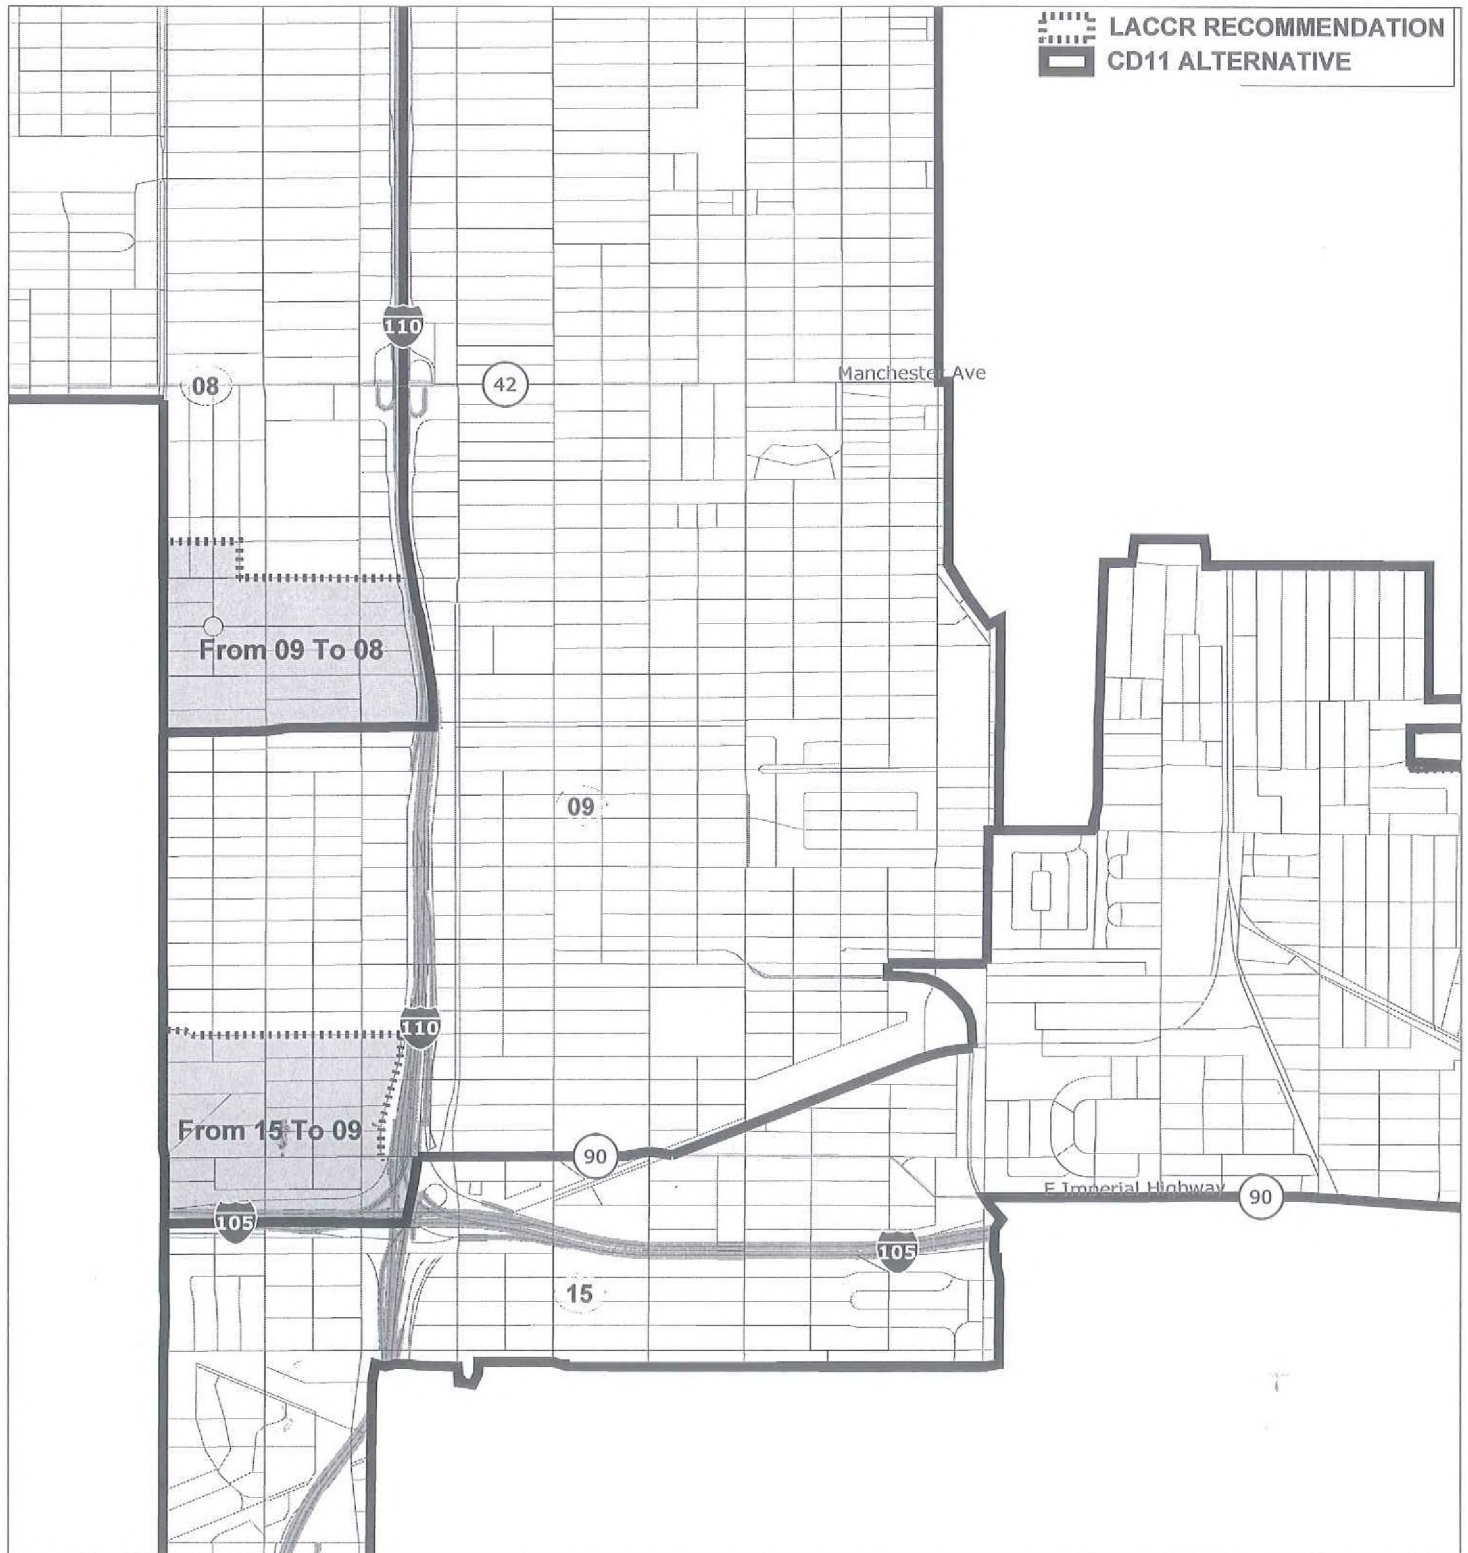 LACCR RECOMMENDATION
CD11 ALTERNATIVE
110
Manchester Ave
08
42
From 09 To 08
09
110
From 15 To 09
90
E Imperial Highway
90
105
105
15